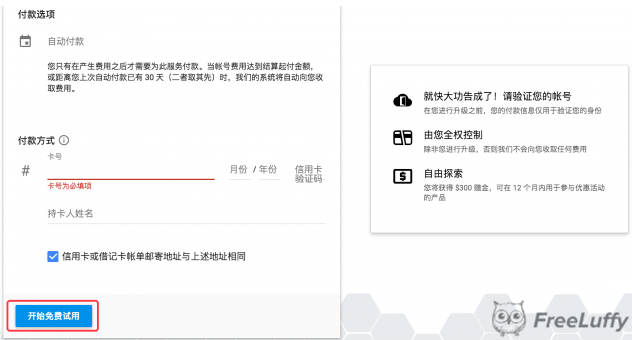 付款选项
自动付款
您只有在产生费用之后才需要为此服务付款。当帐号费用达到结算起付金额，
或距离您上次自动付款已有 30 天（二者取其先）时，我们的系统将自动向您收
取费用。
付款方式
卡号
# 月份 / 年份 信用卡
验证码
卡号为必填项
持卡人姓名
信用卡或借记卡帐单邮寄地址与上述地址相同
开始免费试用
就快大功告成了！请验证您的帐号
在您进行升级之前，您的付款信息仅用于验证您的身份
由您全权控制
除非您进行升级，否则我们不会向您收取任何费用
自由探索
您将获得 $300 赠金，可在 12 个月内用于参与优惠活动
的产品
FreeLuffy